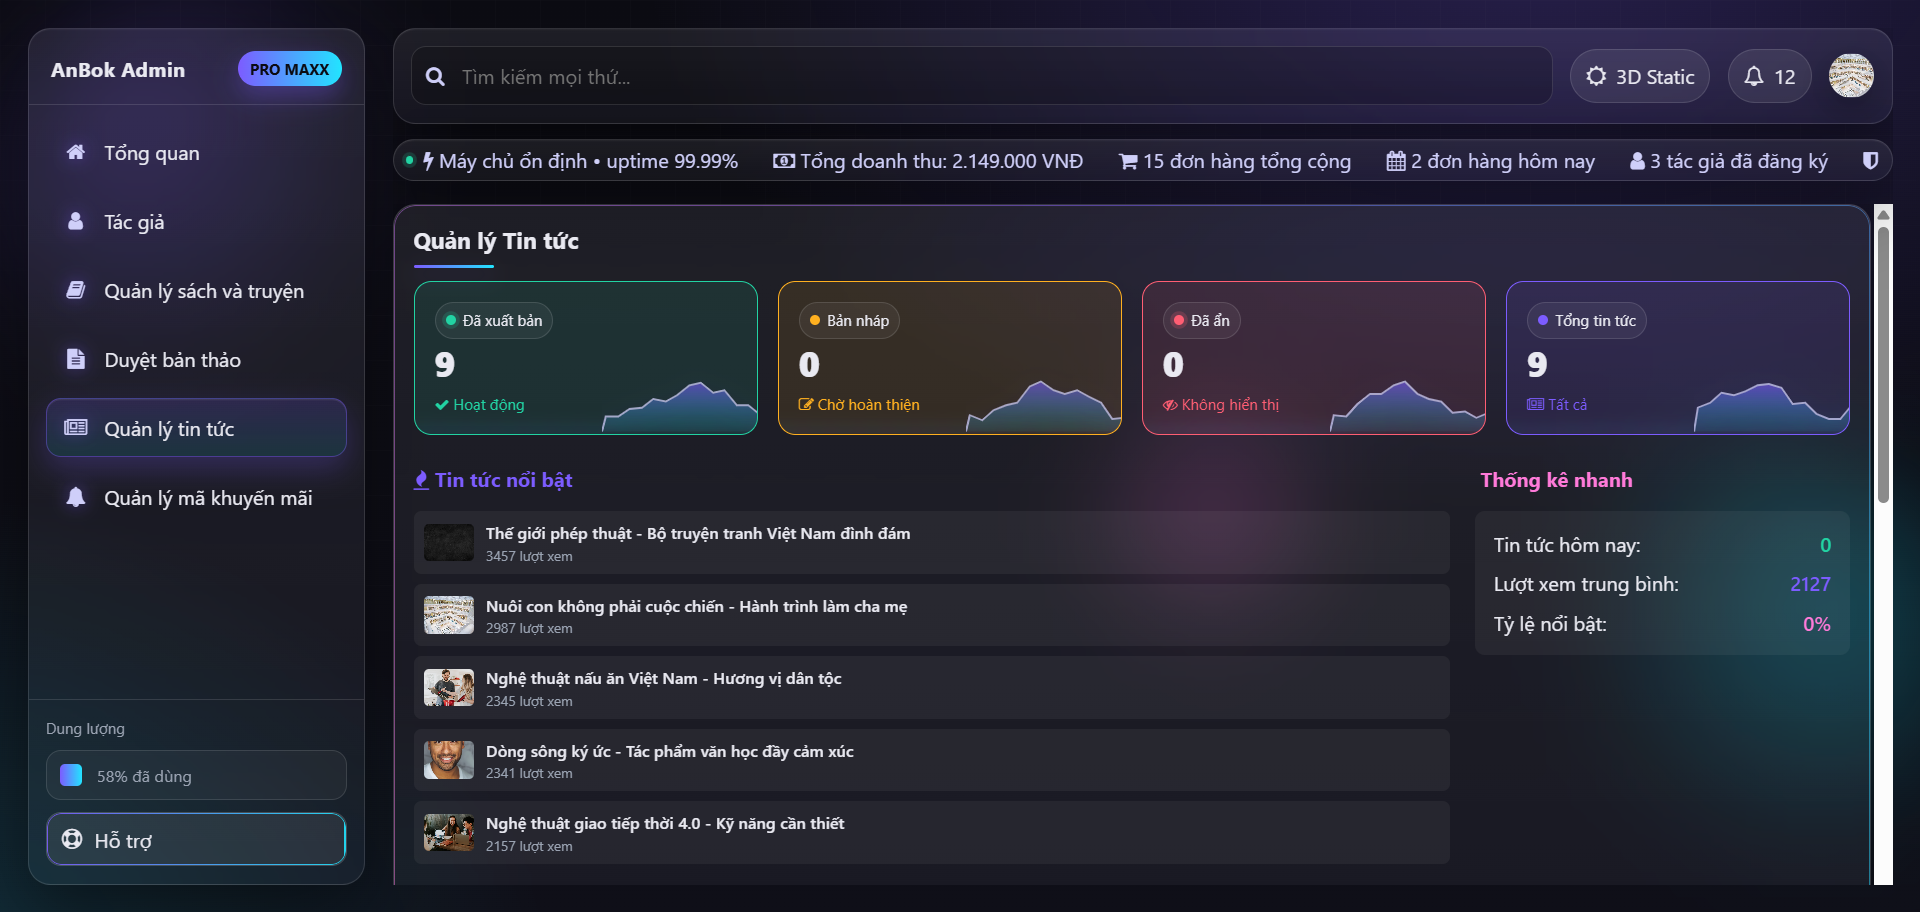 AnBok Admin
PRO MAXX
Tổng quan
Tác giả
Quản lý sách và truyện
Duyệt bản thảo
Quản lý tin tức
Quản lý mã khuyến mãi
Dung lượng
58% đã dùng
Hỗ trợ
Tìm kiếm mọi thứ...
3D Static
12
Máy chủ ổn định • uptime 99.99%
Tổng doanh thu: 2.149.000 VNĐ
15 đơn hàng tổng cộng
2 đơn hàng hôm nay
3 tác giả đã đăng ký
Quản lý Tin tức
Đã xuất bản
9
Hoạt động
Bản nháp
0
Chờ hoàn thiện
Đã ẩn
0
Không hiển thị
Tổng tin tức
9
Tất cả
Tin tức nổi bật
Thế giới phép thuật - Bộ truyện tranh Việt Nam đình đám
3457 lượt xem
Nuôi con không phải cuộc chiến - Hành trình làm cha mẹ
2987 lượt xem
Nghệ thuật nấu ăn Việt Nam - Hương vị dân tộc
2345 lượt xem
Dòng sông ký ức - Tác phẩm văn học đầy cảm xúc
2341 lượt xem
Nghệ thuật giao tiếp thời 4.0 - Kỹ năng cần thiết
2157 lượt xem
Thống kê nhanh
Tin tức hôm nay: 0
Lượt xem trung bình: 2127
Tỷ lệ nổi bật: 0%